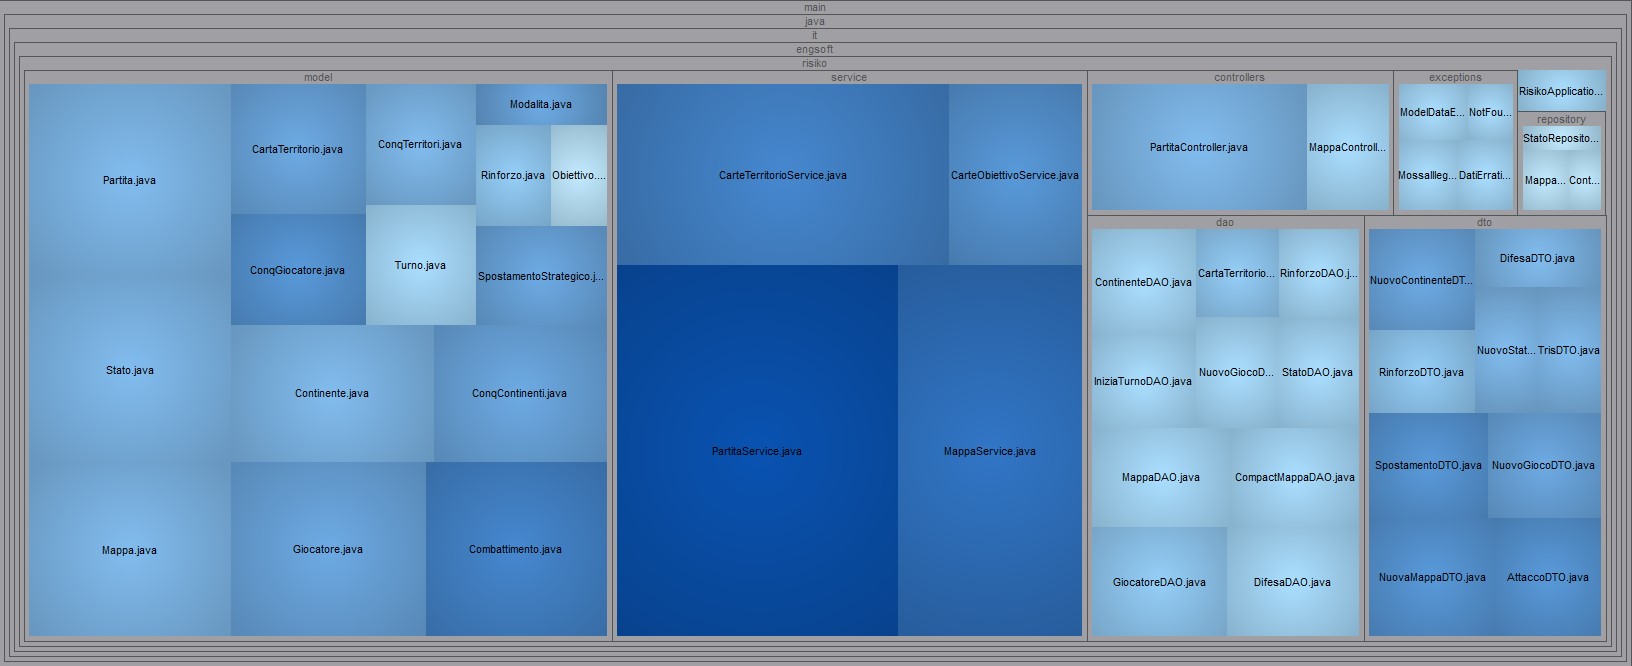 main
java
it
engsoft
risiko
model
Partita.java
Stato.java
Mappa.java
CartaTerritorio.java
ConqTerritori.java
Modalita.java
Rinforzo.java
Obiettivo....
ConqGiocatore.java
Turno.java
SpostamentoStrategico.j...
Continente.java
ConqContinenti.java
Giocatore.java
Combattimento.java
service
CarteTerritorioService.java
CarteObiettivoService.java
PartitaService.java
MappaService.java
controllers
PartitaController.java
MappaControll...
exceptions
ModelDataE...
NotFou...
MossaIlleg...
DatiErrati...
RisikoApplicatio...
repository
StatoReposito...
Mappa...
Cont...
dao
ContinenteDAO.java
CartaTerritorio...
RinforzoDAO.j...
IniziaTurnoDAO.java
NuovoGiocoD...
StatoDAO.java
MappaDAO.java
CompactMappaDAO.java
GiocatoreDAO.java
DifesaDAO.java
dto
NuovoContinenteDT...
DifesaDTO.java
RinforzoDTO.java
NuovoStat...
TrisDTO.java
SpostamentoDTO.java
NuovoGiocoDTO.java
NuovaMappaDTO.java
AttaccoDTO.java